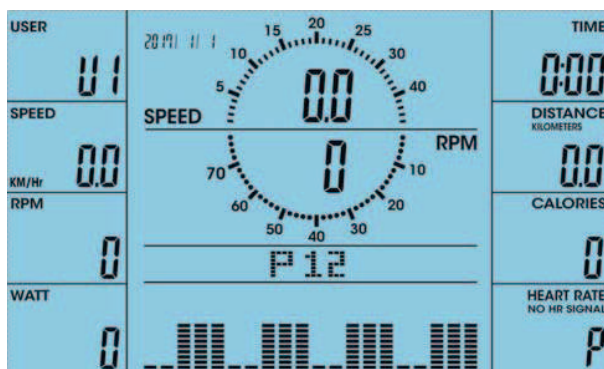 USER
U1
SPEED
KM/Hr 0.0
RPM
0
WATT
0
2017 1/ 1
5 10 15 20 25 30 40
SPEED
0.0
RPM
0
70 60 50 40 30 20 10
P12
TIME
0:00
DISTANCE
KILOMETERS
0.0
CALORIES
0
HEART RATE
NO HR SIGNAL
P